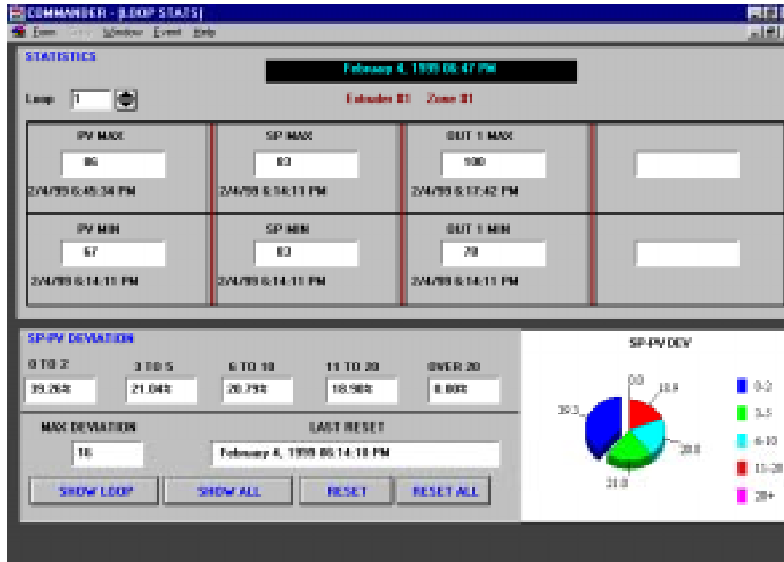 COMMANDER - [LOOP STATS]
Zoom Window Event Help
STATISTICS
February 4, 1999 06:47 PM
Loop 1
Extruder #1 Zone #1
PV MAX SP MAX OUT 1 MAX
86 83 100
2/4/99 6:45:34 PM 2/4/99 6:14:11 PM 2/4/99 6:17:42 PM
PV MIN SP MIN OUT 1 MIN
67 83
2/4/99 6:14:11 PM 2/4/99 6:14:11 PM 2/4/99 6:14:11 PM
SP-PV DEVIATION
0 TO 2 3 TO 5 6 TO 10 11 TO 20 OVER 20
39.26% 21.04% 20.79% 18.90% 0.00%
MAX DEVIATION LAST RESET
16 February 4, 1999 06:14:10 PM
SHOW LOOP SHOW ALL RESET RESET ALL
SP-PV DEV
0.0 18.9
39.3
20.8
21.0
0-2
3-5
6-10
11-20
20+